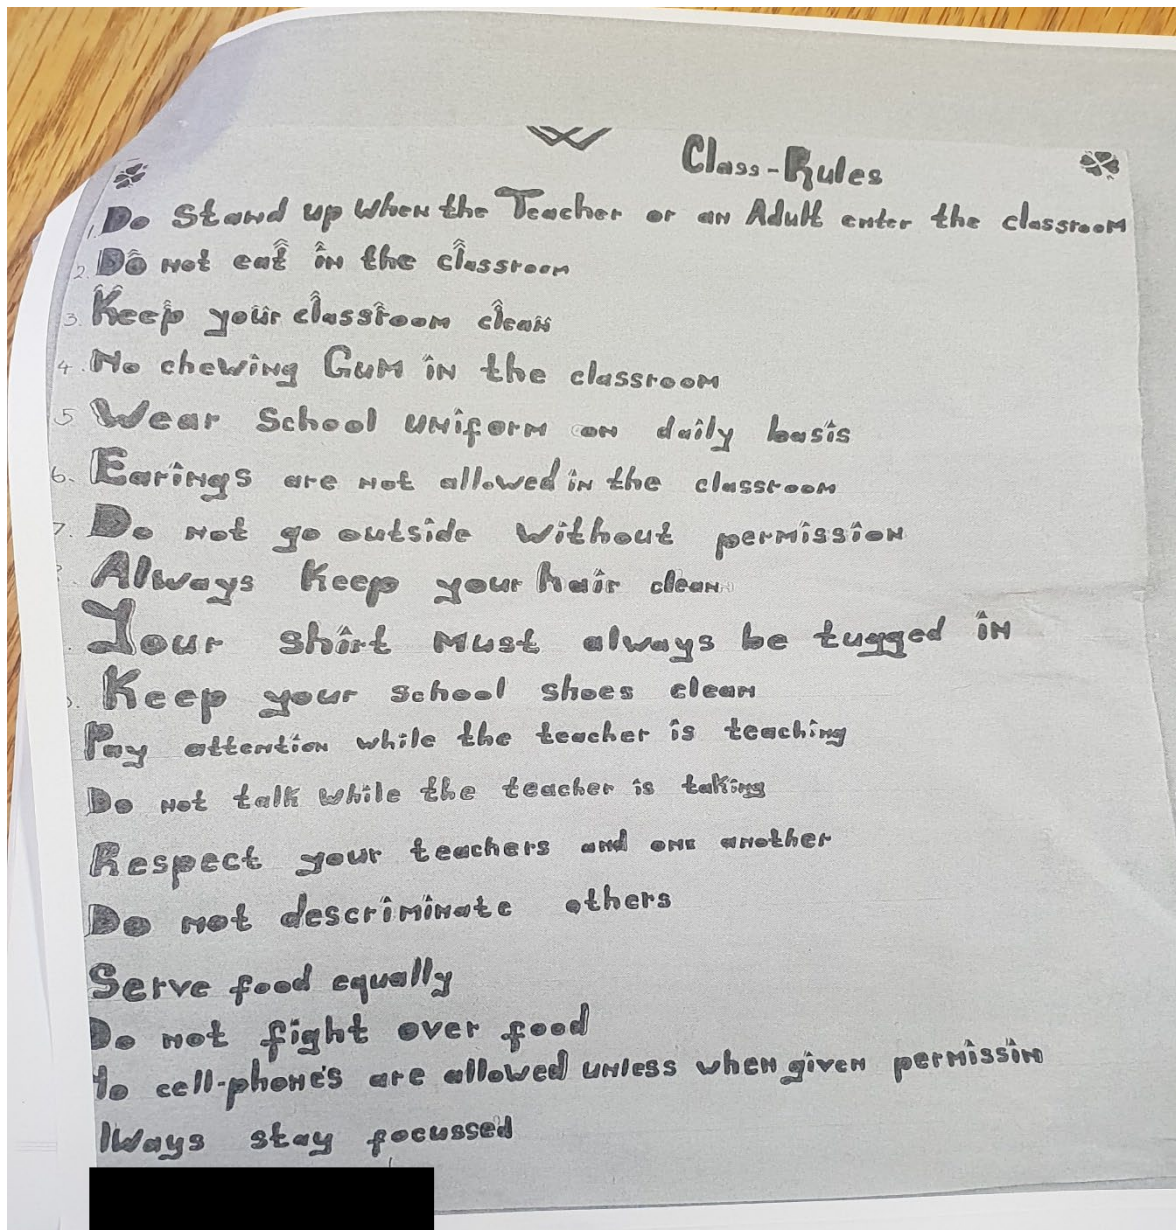 Class-Rules
1. Do Stand up When the Teacher or an Adult enter the classroom
2. Do not eat in the classroom
3. Keep your classroom clean
4. No chewing Gum in the classroom
5 Wear School uniform on daily basis
6. Earings are not allowed in the classroom
7. Do not go outside without permission
Always Keep your hair clean
Your shirt must always be tugged in
Keep your school shoes clean
Pay attention while the teacher is teaching
Do not talk while the teacher is taking
Respect your teachers and one another
Do not descriminate others
Serve food equally
Do not fight over food
No cell-phone's are allowed unless when given permissin
lways stay focussed